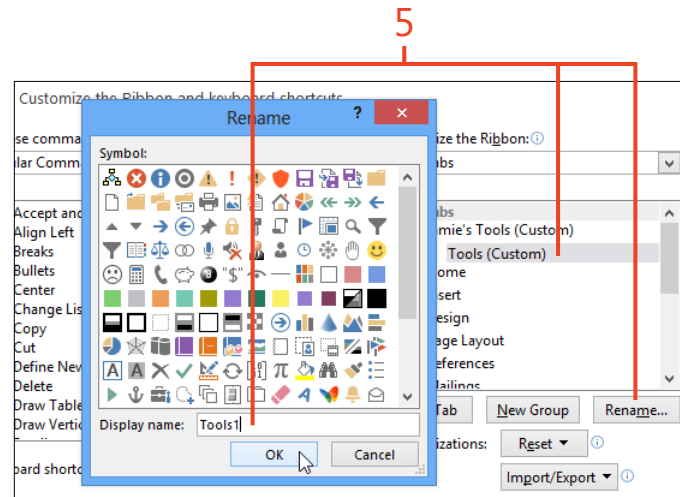 5
Customize the Ribbon and keyboard shortcuts
Rename
?
Symbol:
"$"
Display name:
Tools1
OK
Cancel
se comma
lar Comm
Accept and
Align Left
Breaks
Bullets
Center
Change Lis
Copy
Cut
Define New
Delete
Draw Table
Draw Vertic
oard shortc
ize the Ribbon:
abs
abs
mie's Tools (Custom)
Tools (Custom)
ome
sert
esign
age Layout
eferences
Mailings
Tab
New Group
Rename...
izations:
Reset
Import/Export